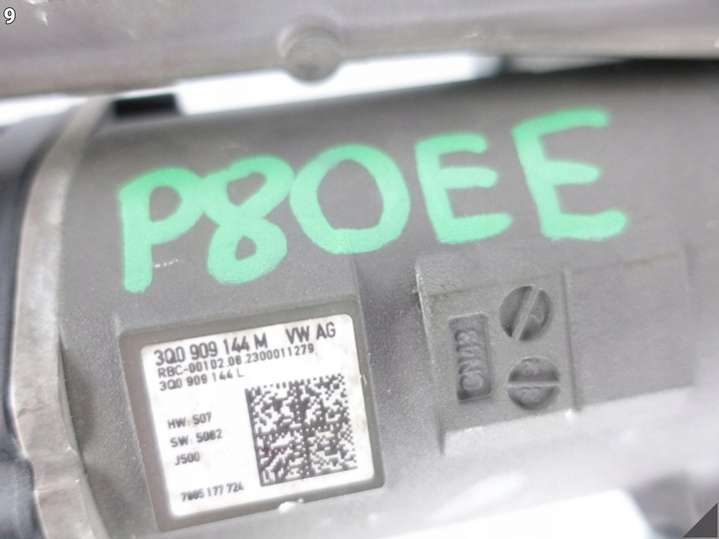 9
P80EE
3Q0 909 144 M VW AG
RBC-00102.08.2300011279
3Q0 909 144 L
HW: S07
SW: 5082
J500
7805 177 724